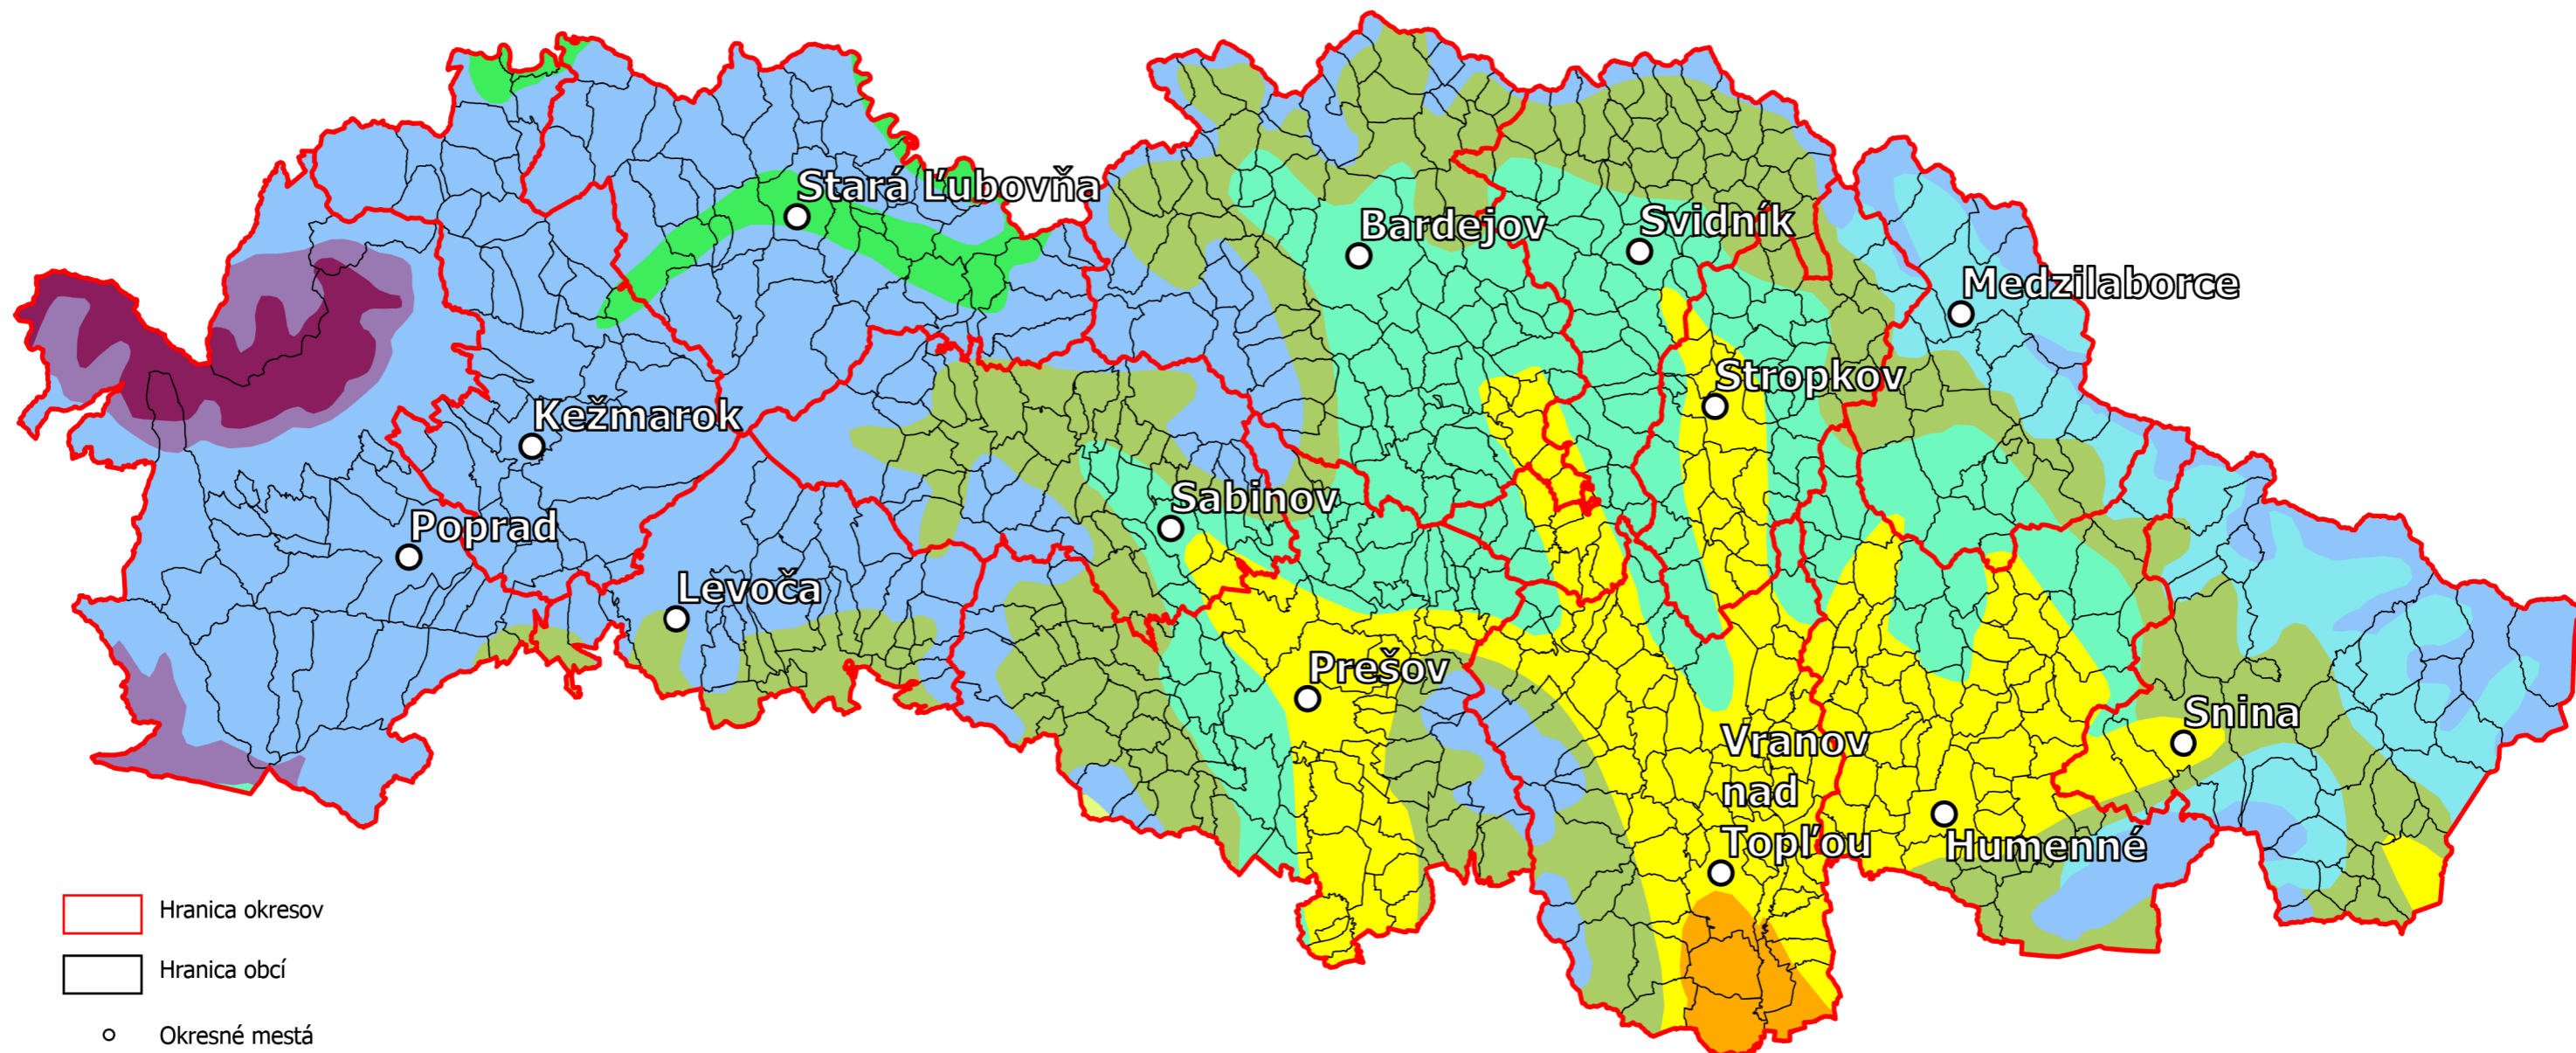 Stará Ľubovňa
Bardejov
Svidník
Medzilaborce
Stropkov
Kežmarok
Sabinov
Poprad
Levoča
Prešov
Snina
Vranov
nad
Topľou
Humenné
Hranica okresov
Hranica obcí
Okresné mestá